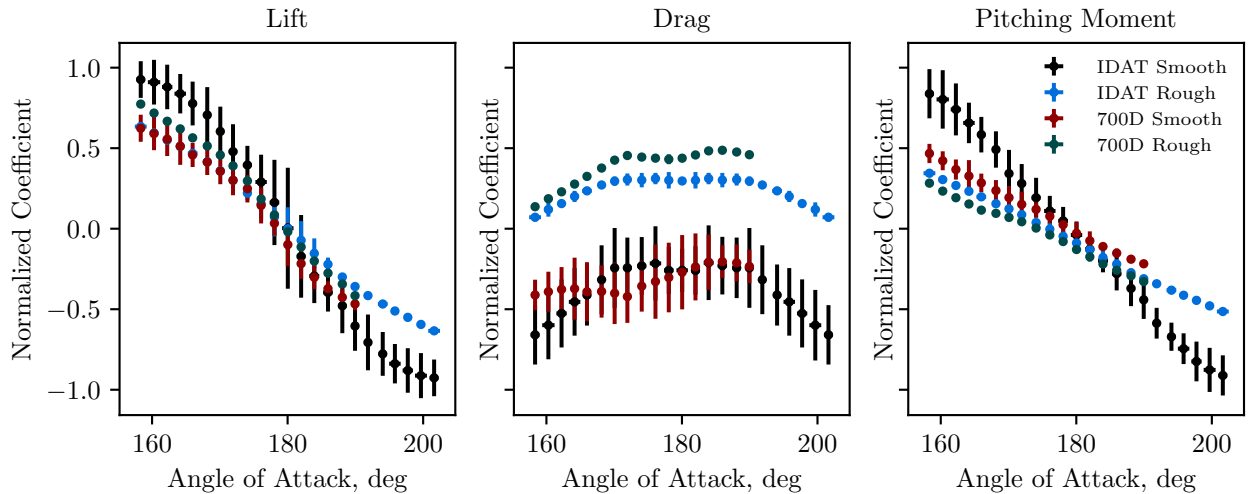 Lift
Drag
Pitching Moment
Normalized Coefficient
1.0
0.5
0.0
−0.5
−1.0
160
180
200
Angle of Attack, deg
Normalized Coefficient
160
180
200
Angle of Attack, deg
Normalized Coefficient
IDAT Smooth
IDAT Rough
700D Smooth
700D Rough
160
180
200
Angle of Attack, deg